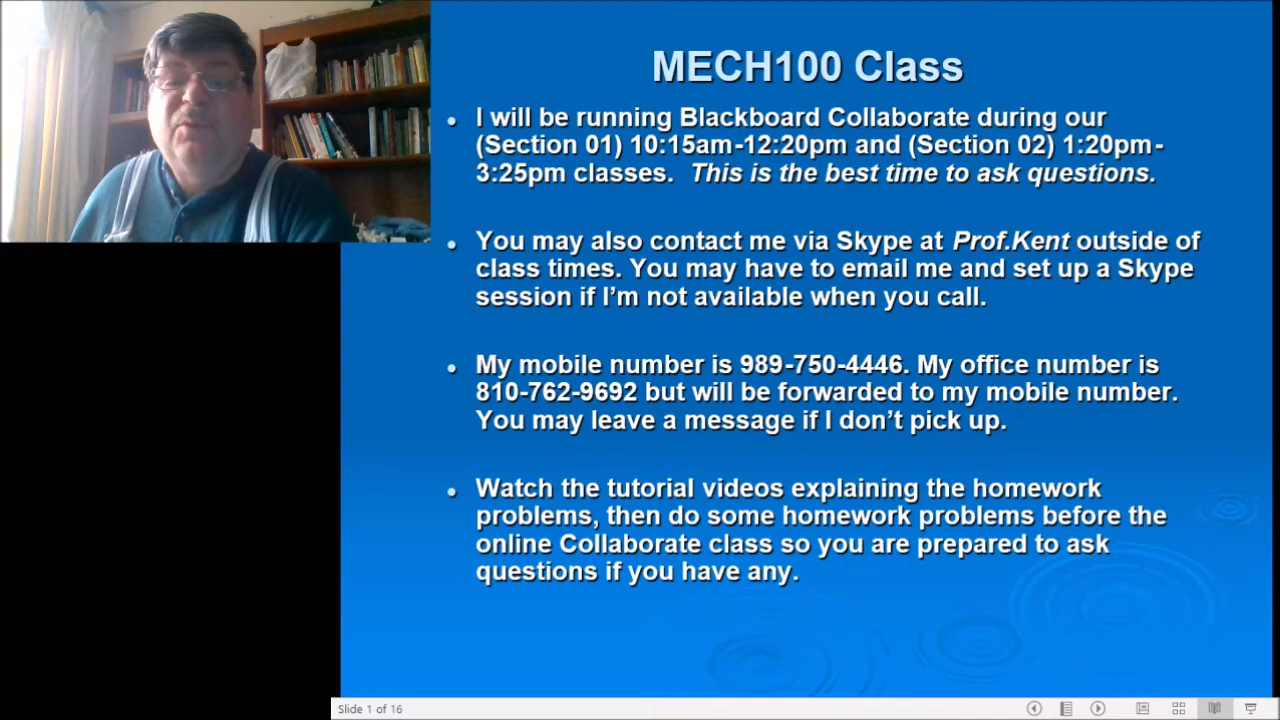 MECH100 Class
• I will be running Blackboard Collaborate during our
(Section 01) 10:15am-12:20pm and (Section 02) 1:20pm-
3:25pm classes. This is the best time to ask questions.
• You may also contact me via Skype at Prof.Kent outside of
class times. You may have to email me and set up a Skype
session if I'm not available when you call.
• My mobile number is 989-750-4446. My office number is
810-762-9692 but will be forwarded to my mobile number.
You may leave a message if I don't pick up.
• Watch the tutorial videos explaining the homework
problems, then do some homework problems before the
online Collaborate class so you are prepared to ask
questions if you have any.
Slide 1 of 16